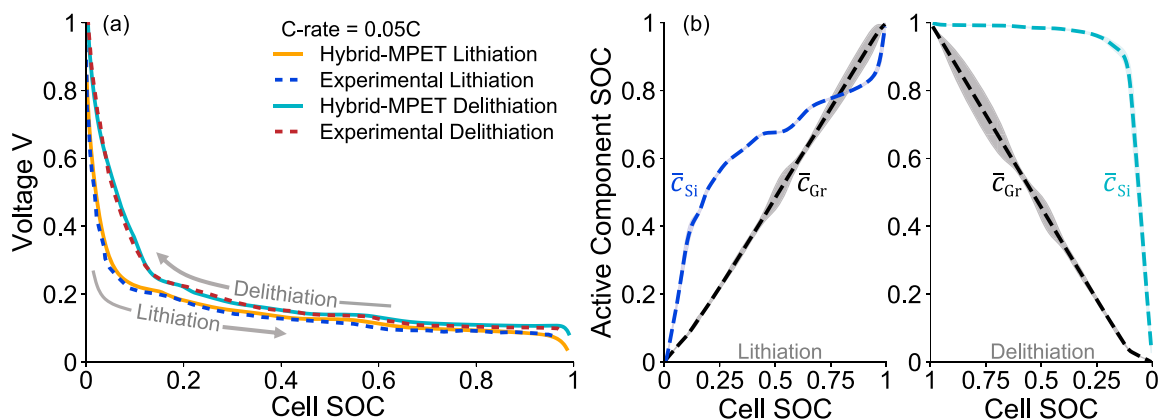 (a)
C-rate = 0.05C
Hybrid-MPET Lithiation
Experimental Lithiation
Hybrid-MPET Delithiation
Experimental Delithiation
Voltage V
1
0.8
0.6
0.4
0.2
0
Delithiation
Lithiation
0 0.2 0.4 0.6 0.8 1
Cell SOC
(b)
Active Component SOC
1
0.8
0.6
0.4
0.2
0
c̄Si
c̄Gr
Lithiation
0 0.25 0.5 0.75 1
Cell SOC
c̄Gr
c̄Si
Delithiation
1 0.75 0.5 0.25 0
Cell SOC